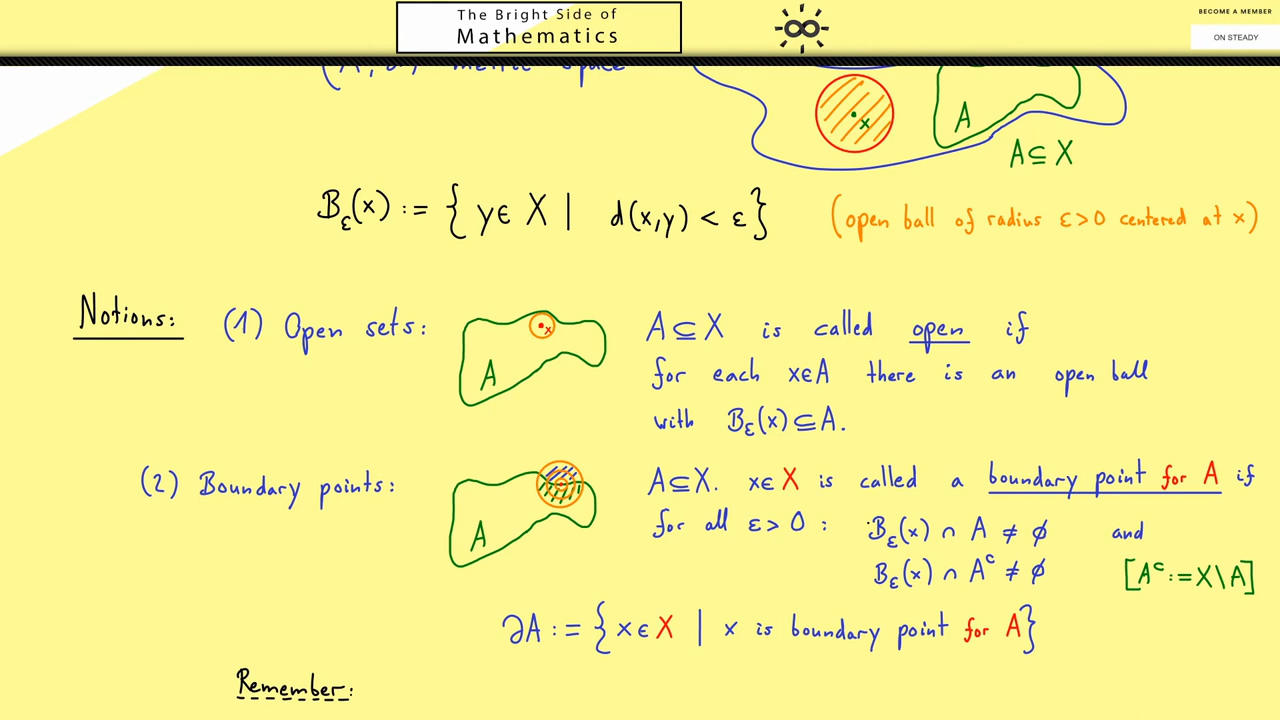 The Bright Side of
Mathematics
BECOME A MEMBER
ON STEADY
metric space
x
A
A ⊆ X
B_ε(x) := { y ∈ X | d(x,y) < ε }
(open ball of radius ε>0 centered at x)
Notions:
(1) Open sets:
x
A
A ⊆ X is called open if
for each x∈A there is an open ball
with B_ε(x) ⊆ A.
(2) Boundary points:
A
A⊆X. x∈X is called a boundary point for A if
for all ε>0 : B_ε(x) ∩ A ≠ ∅ and
B_ε(x) ∩ A^c ≠ ∅ [A^c := X\A]
∂A := { x∈X | x is boundary point for A }
Remember: